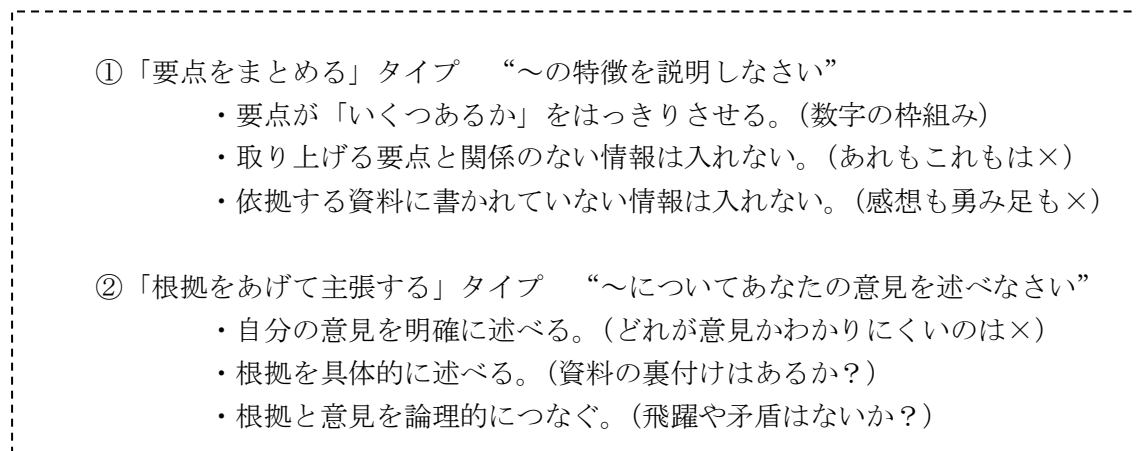 ①「要点をまとめる」タイプ　“～の特徴を説明しなさい”
・要点が「いくつあるか」をはっきりさせる。（数字の枠組み）
・取り上げる要点と関係のない情報は入れない。（あれもこれもは×）
・依拠する資料に書かれていない情報は入れない。（感想も勇み足も×）
②「根拠をあげて主張する」タイプ　“～についてあなたの意見を述べなさい”
・自分の意見を明確に述べる。（どれが意見かわかりにくいのは×）
・根拠を具体的に述べる。（資料の裏付けはあるか？）
・根拠と意見を論理的につなぐ。（飛躍や矛盾はないか？）